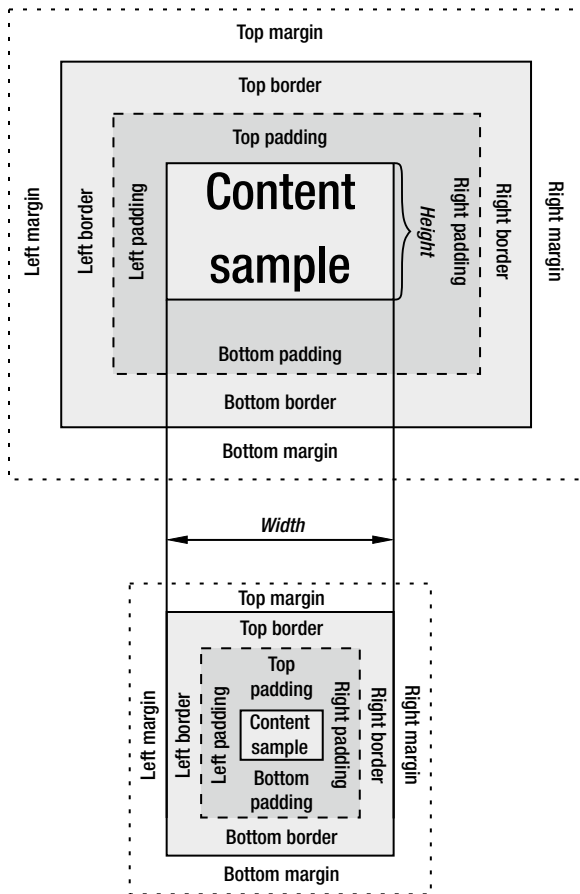 Top margin
Top border
Top padding
Left margin
Left border
Left padding
Content
sample
Height
Right padding
Right border
Right margin
Bottom padding
Bottom border
Bottom margin
Width
Top margin
Top border
Top
padding
Left margin
Left border
Left padding
Content
sample
Right padding
Right border
Right margin
Bottom
padding
Bottom border
Bottom margin